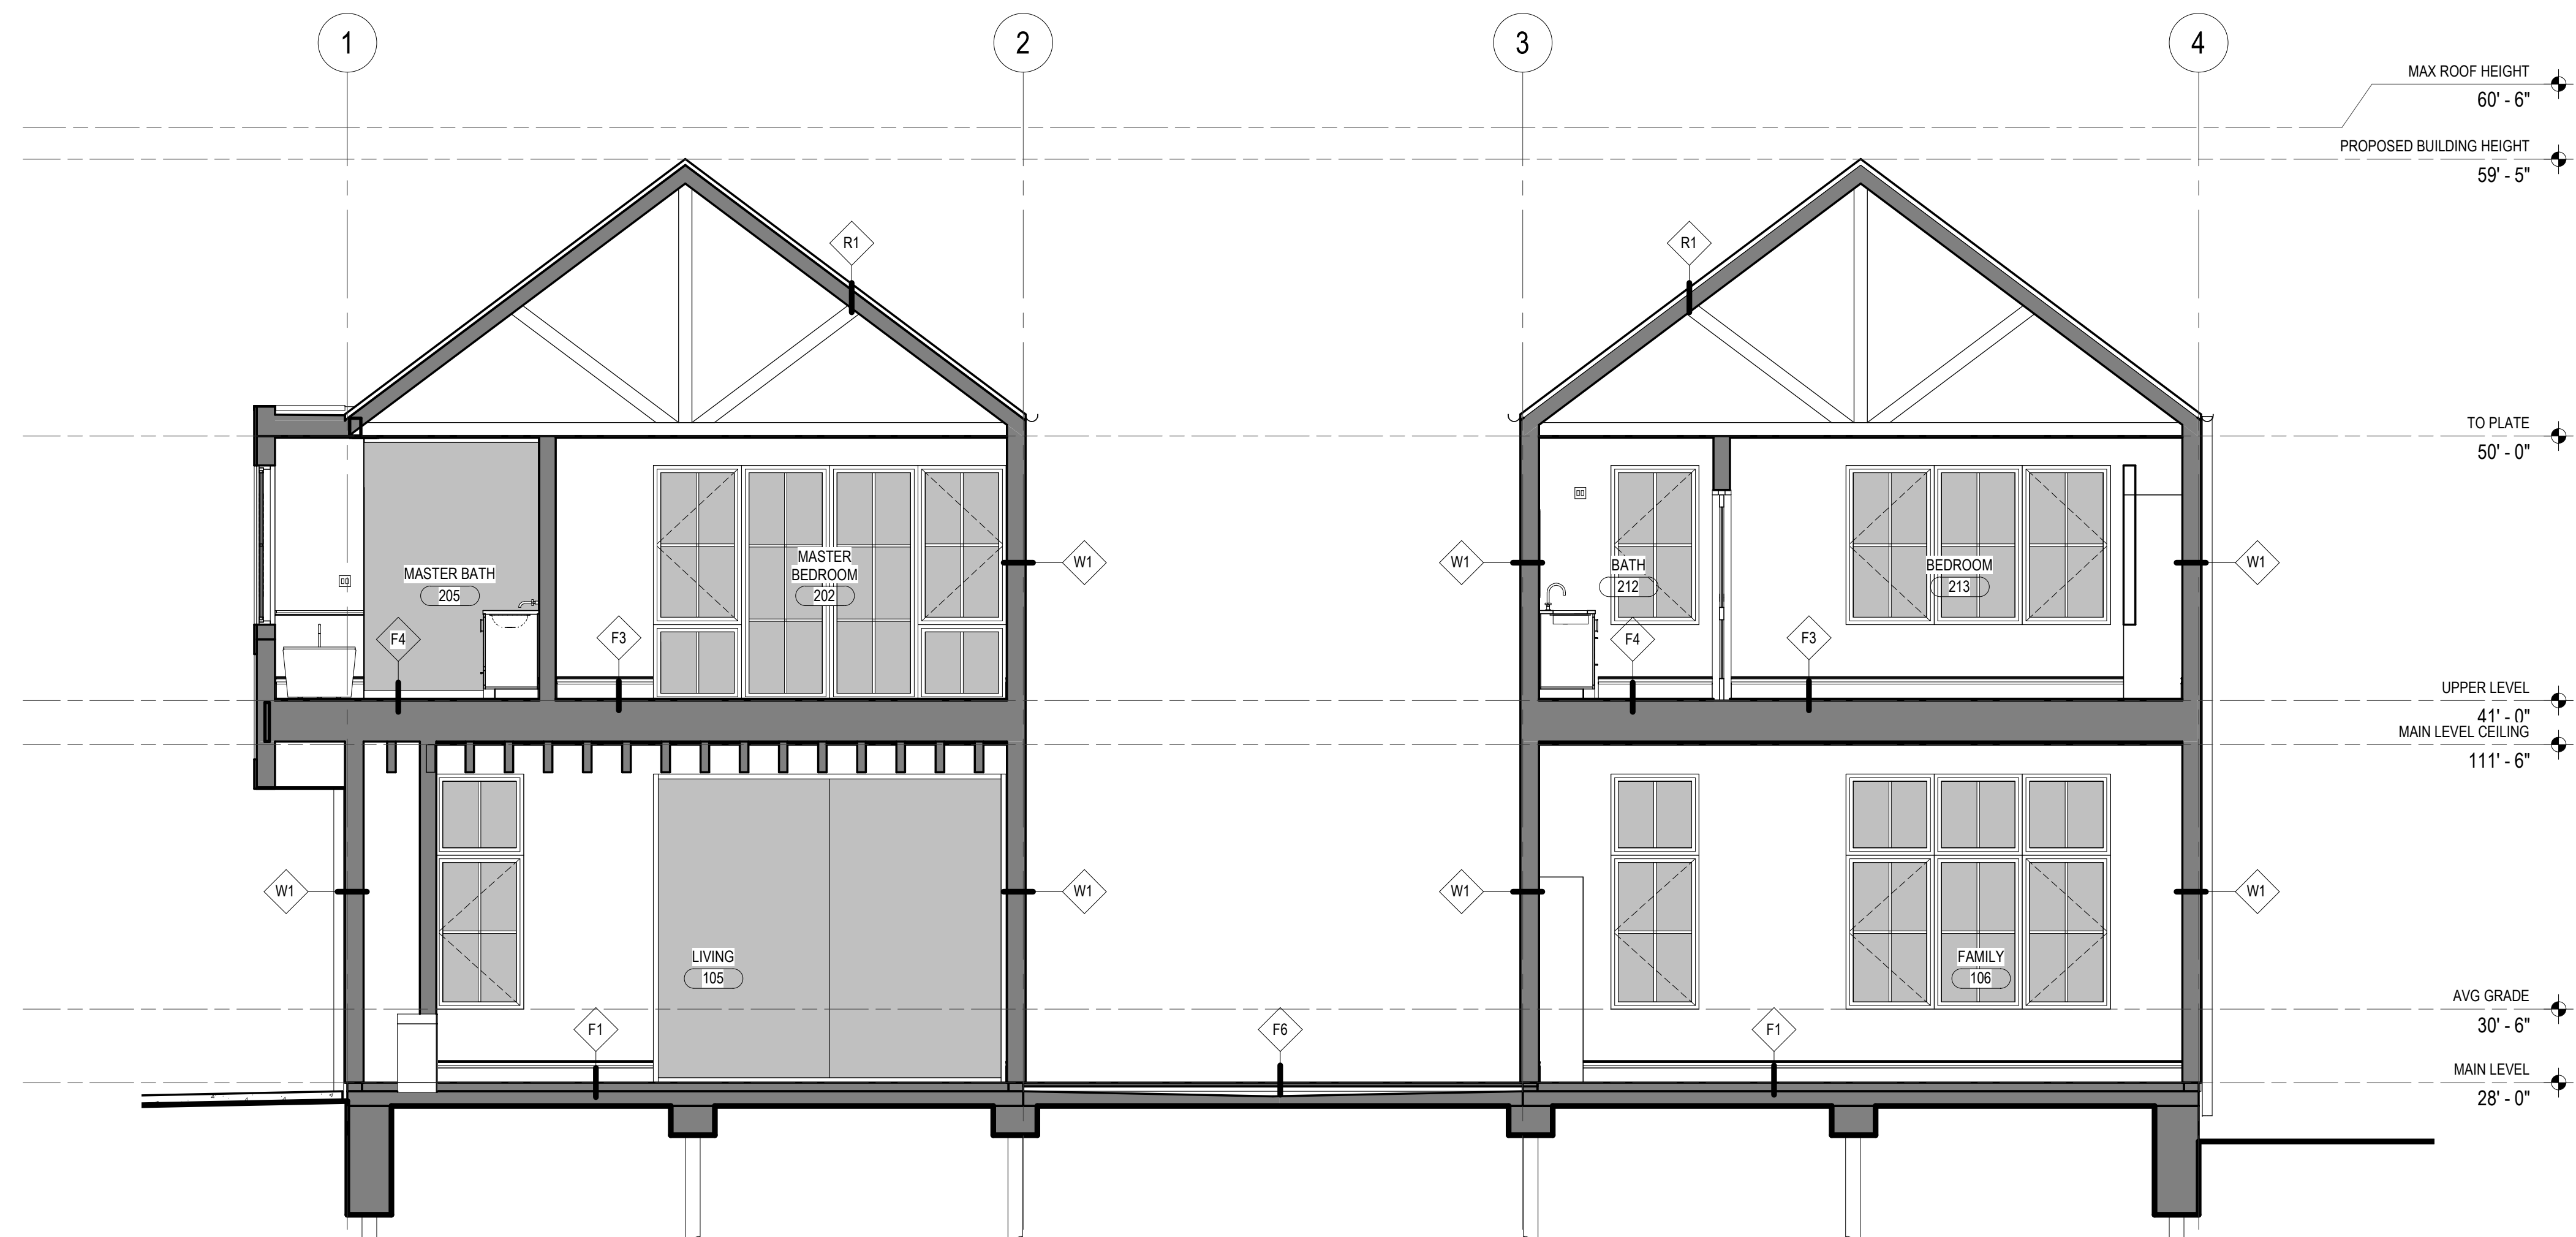 1
2
3
4
MAX ROOF HEIGHT
60' - 6"
PROPOSED BUILDING HEIGHT
59' - 5"
R1
R1
TO PLATE
50' - 0"
MASTER BATH
205
MASTER
BEDROOM
202
W1
W1
BATH
212
BEDROOM
213
W1
F4
F3
F4
F3
UPPER LEVEL
41' - 0"
MAIN LEVEL CEILING
111' - 6"
W1
W1
W1
W1
LIVING
105
FAMILY
106
AVG GRADE
30' - 6"
F1
F6
F1
MAIN LEVEL
28' - 0"